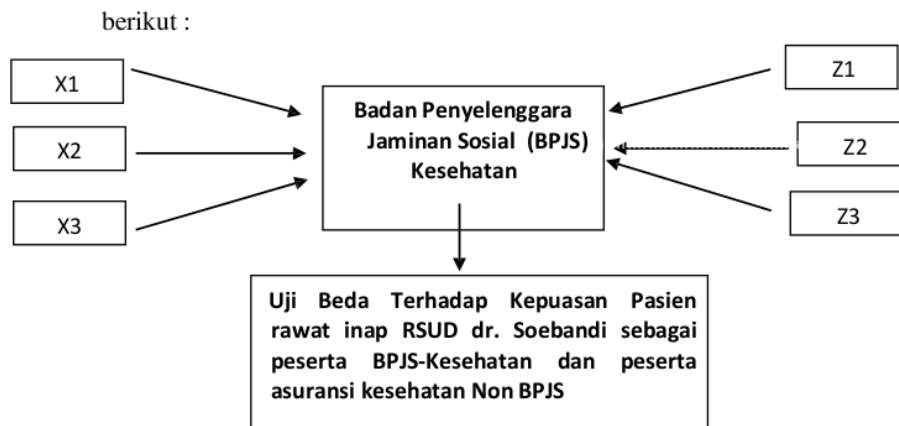 berikut :
X1
X2
X3
Badan Penyelenggara
Jaminan Sosial (BPJS)
Kesehatan
Z1
Z2
Z3
Uji Beda Terhadap Kepuasan Pasien
rawat inap RSUD dr. Soebandi sebagai
peserta BPJS-Kesehatan dan peserta
asuransi kesehatan Non BPJS